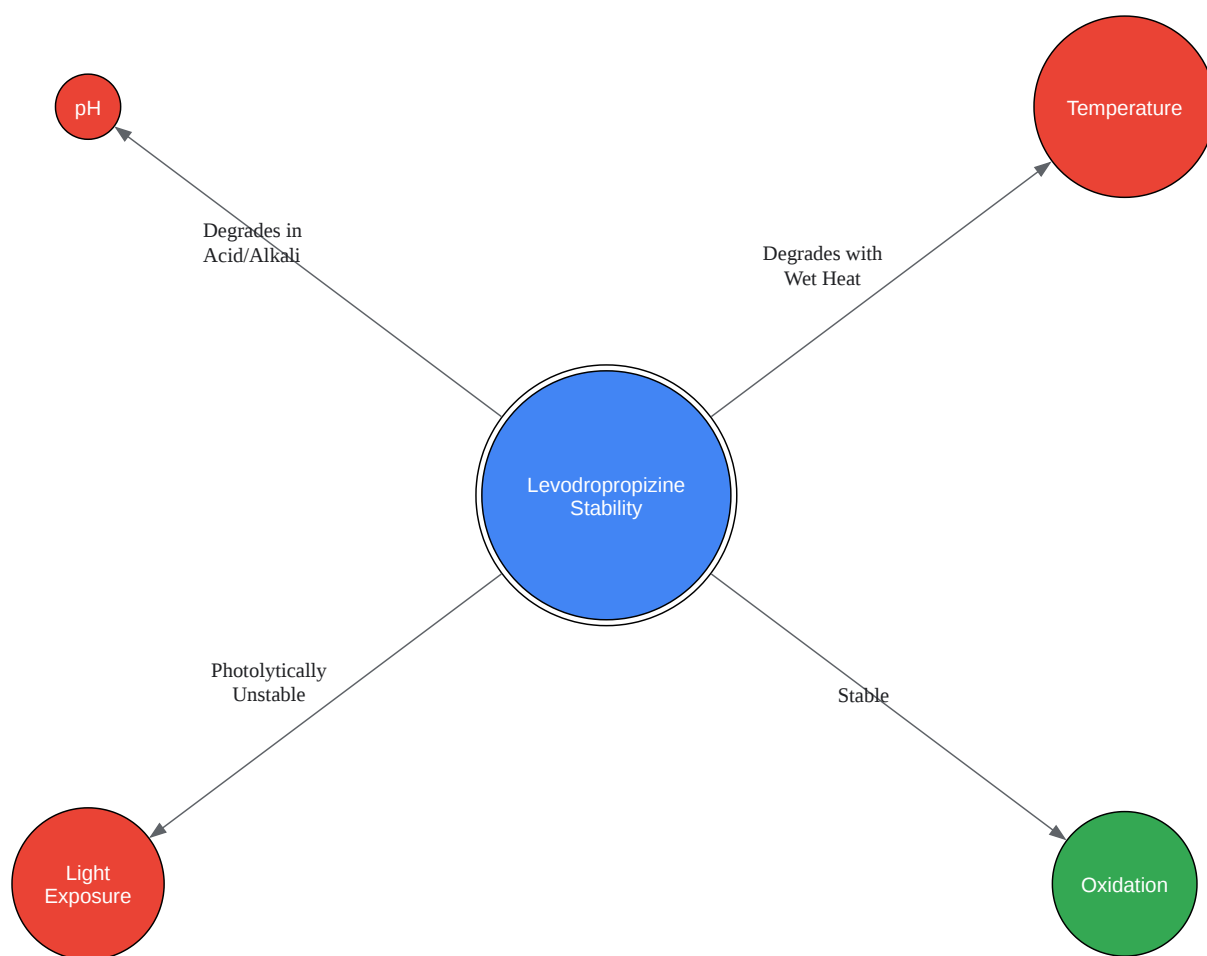 pH
Temperature
Degrades in
Acid/Alkali
Degrades with
Wet Heat
Levodropropizine
Stability
Photolytically
Unstable
Stable
Light
Exposure
Oxidation